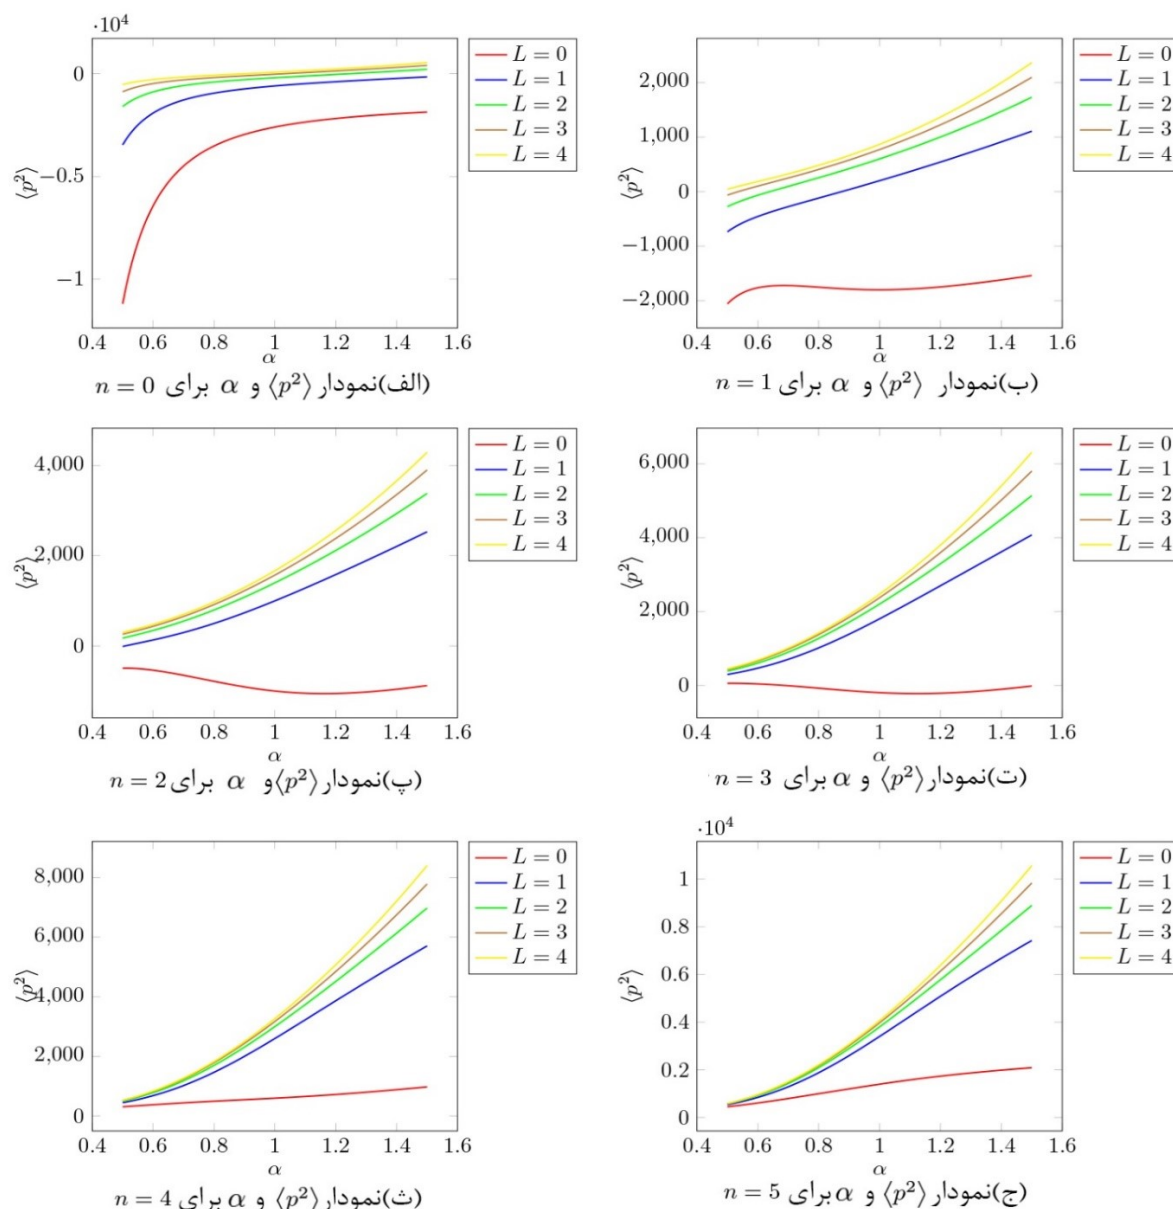 ·10⁴
0
−0.5
−1
⟨p²⟩
0.4 0.6 0.8 1 1.2 1.4 1.6
α
L = 0
L = 1
L = 2
L = 3
L = 4
(الف)نمودار ⟨p²⟩ و α برای n = 0
2,000
1,000
0
−1,000
−2,000
⟨p²⟩
0.4 0.6 0.8 1 1.2 1.4 1.6
α
L = 0
L = 1
L = 2
L = 3
L = 4
(ب)نمودار ⟨p²⟩ و α برای n = 1
4,000
2,000
0
⟨p²⟩
0.4 0.6 0.8 1 1.2 1.4 1.6
α
L = 0
L = 1
L = 2
L = 3
L = 4
(پ)نمودار ⟨p²⟩و α برای n = 2
6,000
4,000
2,000
0
⟨p²⟩
0.4 0.6 0.8 1 1.2 1.4 1.6
α
L = 0
L = 1
L = 2
L = 3
L = 4
(ت)نمودار ⟨p²⟩ و α برای n = 3
8,000
6,000
4,000
2,000
0
⟨p²⟩
0.4 0.6 0.8 1 1.2 1.4 1.6
α
L = 0
L = 1
L = 2
L = 3
L = 4
(ث)نمودار ⟨p²⟩ و α برای n = 4
·10⁴
1
0.8
0.6
0.4
0.2
0
⟨p²⟩
0.4 0.6 0.8 1 1.2 1.4 1.6
α
L = 0
L = 1
L = 2
L = 3
L = 4
(ج)نمودار ⟨p²⟩ و α برای n = 5